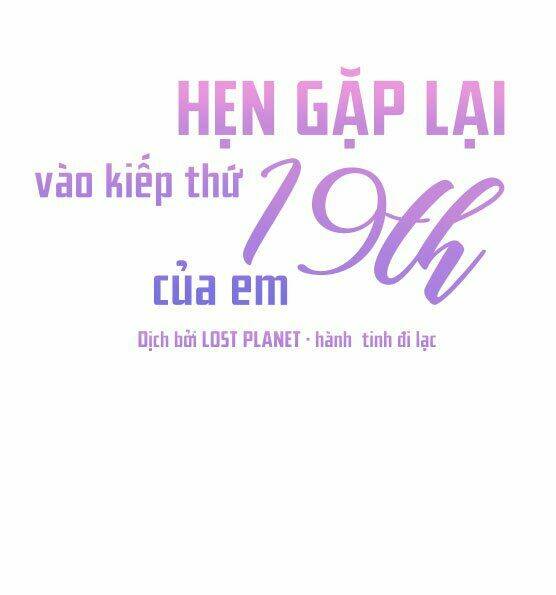 HẸN GẶP LẠI
vào kiếp thứ 19th
của em
Dịch bởi LOST PLANET · hành tinh đi lạc